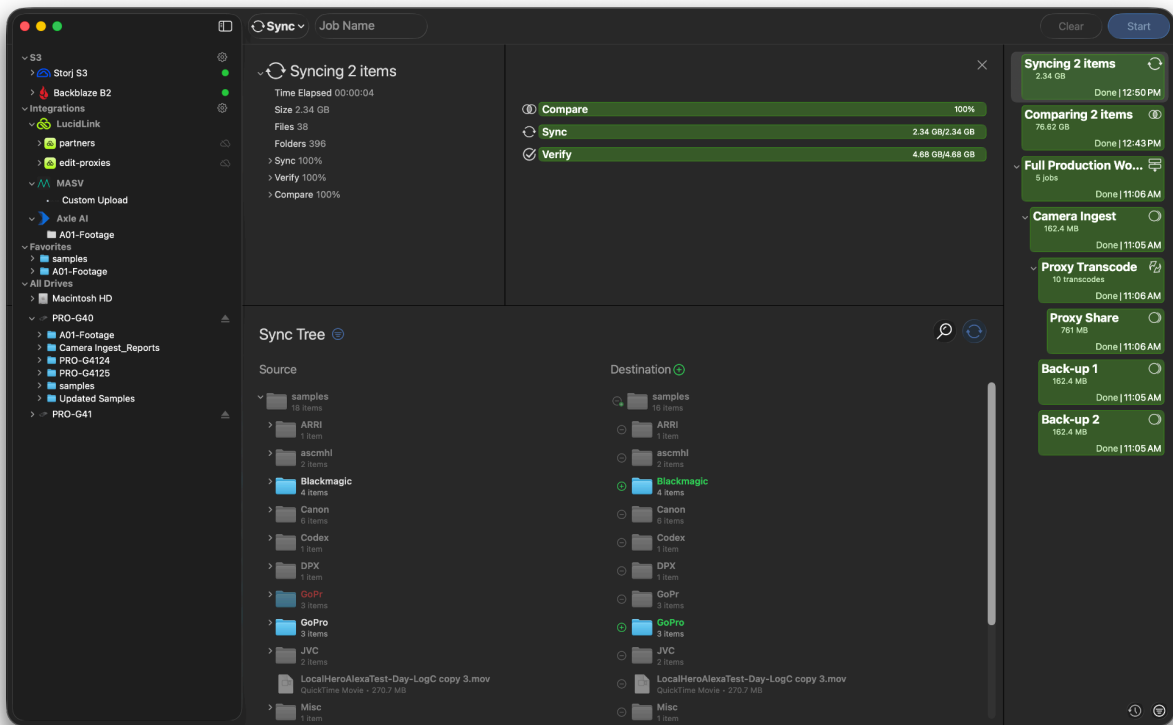 Sync
Job Name
Clear
Start
S3
Storj S3
Backblaze B2
Integrations
LucidLink
partners
edit-proxies
MASV
Custom Upload
Axle AI
A01-Footage
Favorites
samples
A01-Footage
All Drives
Macintosh HD
PRO-G40
A01-Footage
Camera Ingest_Reports
PRO-G4124
PRO-G4125
samples
Updated Samples
PRO-G41
Syncing 2 items
Time Elapsed 00:00:04
Size 2.34 GB
Files 38
Folders 396
Sync 100%
Verify 100%
Compare 100%
Compare 100%
Sync 2.34 GB/2.34 GB
Verify 4.68 GB/4.68 GB
Sync Tree
Source
samples
18 items
ARRI
1 item
ascmhl
2 items
Blackmagic
4 items
Canon
6 items
Codex
1 item
DPX
1 item
GoPr
3 items
GoPro
3 items
JVC
2 items
LocalHeroAlexaTest-Day-LogC copy 3.mov
QuickTime Movie • 270.7 MB
Misc
1 item
Destination
samples
16 items
ARRI
1 item
ascmhl
2 items
Blackmagic
4 items
Canon
6 items
Codex
1 item
DPX
1 item
GoPr
3 items
GoPro
3 items
JVC
2 items
LocalHeroAlexaTest-Day-LogC copy 3.mov
QuickTime Movie • 270.7 MB
Misc
1 item
Syncing 2 items
2.34 GB
Done | 12:50 PM
Comparing 2 items
76.62 GB
Done | 12:43 PM
Full Production Wo...
5 jobs
Done | 11:06 AM
Camera Ingest
162.4 MB
Done | 11:05 AM
Proxy Transcode
10 transcodes
Done | 11:06 AM
Proxy Share
761 MB
Done | 11:06 AM
Back-up 1
162.4 MB
Done | 11:05 AM
Back-up 2
162.4 MB
Done | 11:05 AM